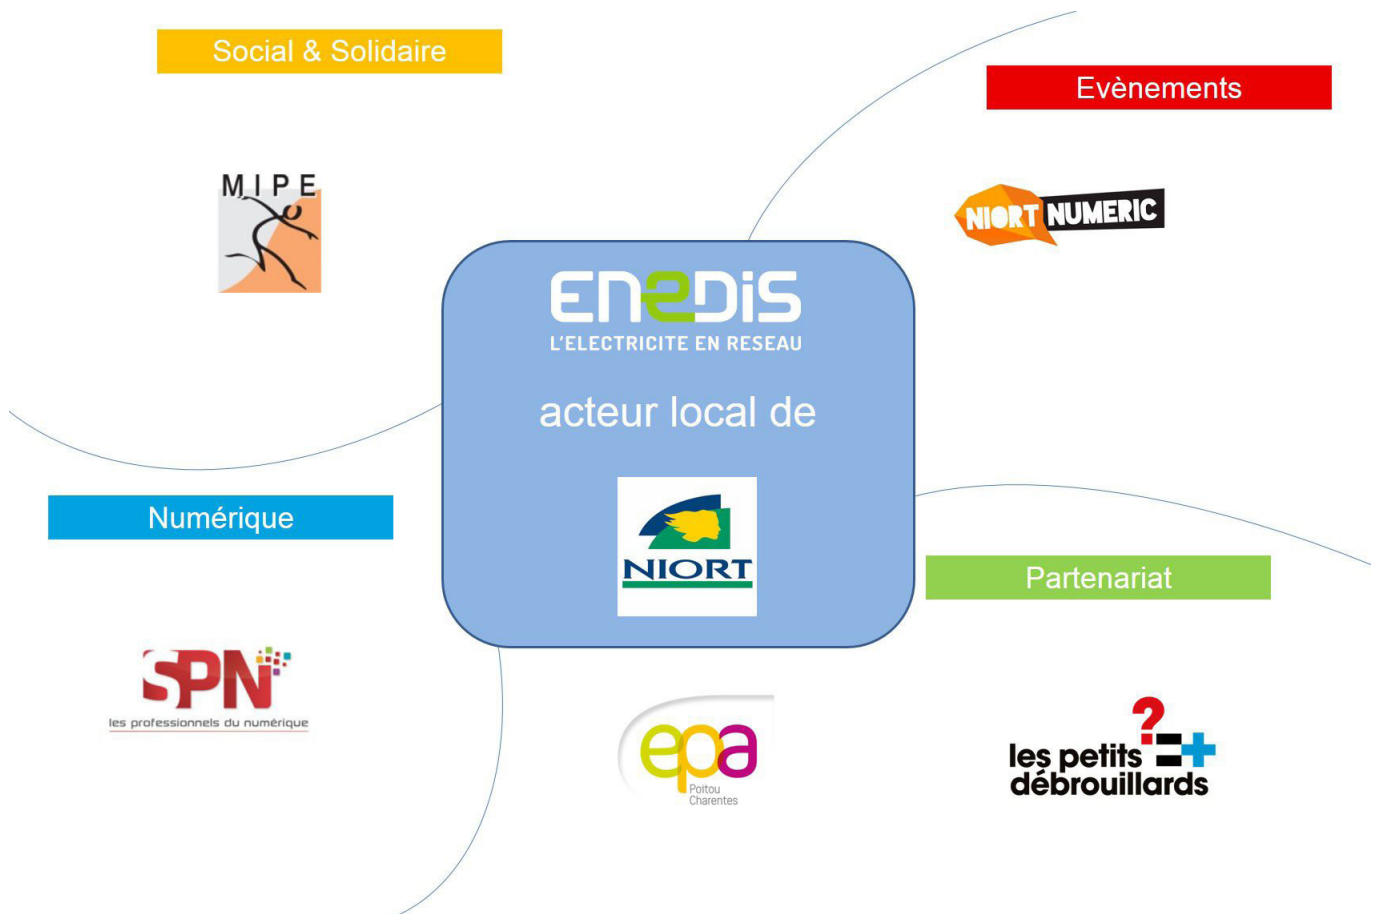 Social & Solidaire
Evènements
MIPE
NIORT NUMERIC
ENEDIS
L'ELECTRICITE EN RESEAU
acteur local de
NIORT
Numérique
Partenariat
SPN
les professionnels du numérique
epa
Poitou
Charentes
?
les petits =+
débrouillards